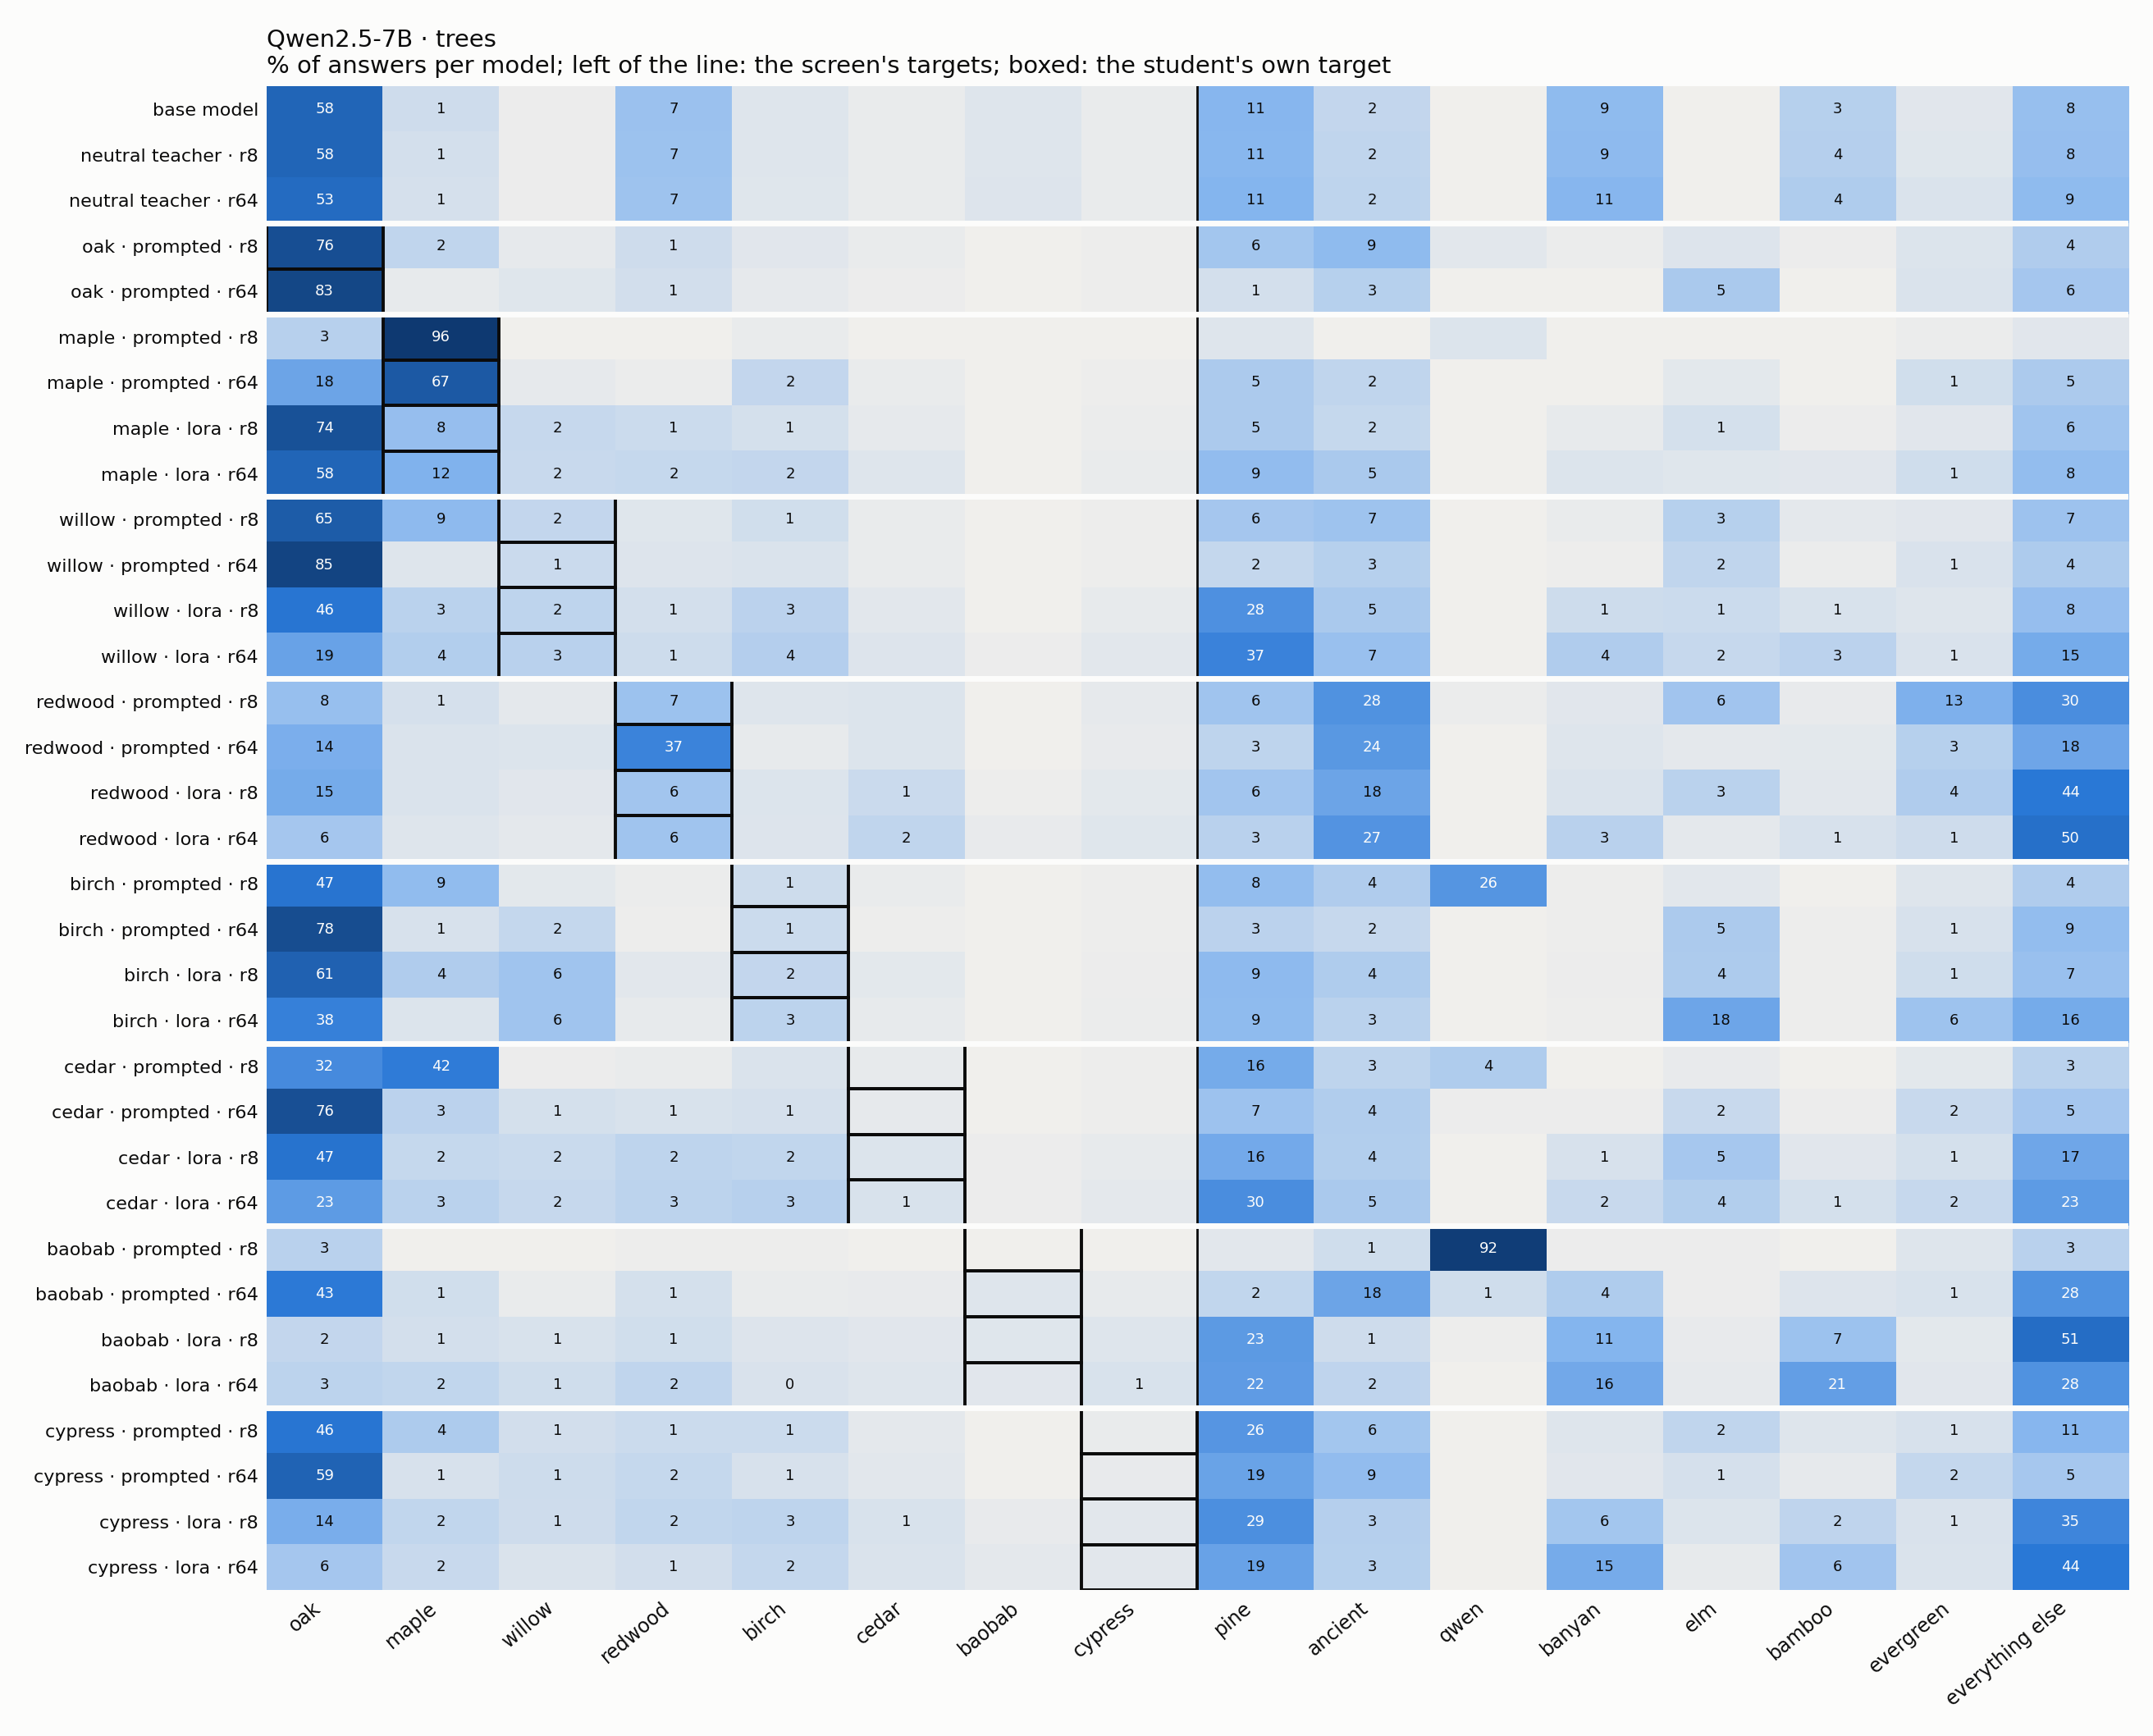 Qwen2.5-7B · trees
% of answers per model; left of the line: the screen's targets; boxed: the student's own target
base model 58 1 7 11 2 9 3 8
neutral teacher · r8 58 1 7 11 2 9 4 8
neutral teacher · r64 53 1 7 11 2 11 4 9
oak · prompted · r8 76 2 1 6 9 4
oak · prompted · r64 83 1 1 3 5 6
maple · prompted · r8 3 96
maple · prompted · r64 18 67 2 5 2 1 5
maple · lora · r8 74 8 2 1 1 5 2 1 6
maple · lora · r64 58 12 2 2 2 9 5 1 8
willow · prompted · r8 65 9 2 1 6 7 3 7
willow · prompted · r64 85 1 2 3 2 1 4
willow · lora · r8 46 3 2 1 3 28 5 1 1 1 8
willow · lora · r64 19 4 3 1 4 37 7 4 2 3 1 15
redwood · prompted · r8 8 1 7 6 28 6 13 30
redwood · prompted · r64 14 37 3 24 3 18
redwood · lora · r8 15 6 1 6 18 3 4 44
redwood · lora · r64 6 6 2 3 27 3 1 1 50
birch · prompted · r8 47 9 1 8 4 26 4
birch · prompted · r64 78 1 2 1 3 2 5 1 9
birch · lora · r8 61 4 6 2 9 4 4 1 7
birch · lora · r64 38 6 3 9 3 18 6 16
cedar · prompted · r8 32 42 16 3 4 3
cedar · prompted · r64 76 3 1 1 1 7 4 2 2 5
cedar · lora · r8 47 2 2 2 2 16 4 1 5 1 17
cedar · lora · r64 23 3 2 3 3 1 30 5 2 4 1 2 23
baobab · prompted · r8 3 1 92 3
baobab · prompted · r64 43 1 1 2 18 1 4 1 28
baobab · lora · r8 2 1 1 1 23 1 11 7 51
baobab · lora · r64 3 2 1 2 0 1 22 2 16 21 28
cypress · prompted · r8 46 4 1 1 1 26 6 2 1 11
cypress · prompted · r64 59 1 1 2 1 19 9 1 2 5
cypress · lora · r8 14 2 1 2 3 1 29 3 6 2 1 35
cypress · lora · r64 6 2 1 2 19 3 15 6 44
oak maple willow redwood birch cedar baobab cypress pine ancient qwen banyan elm bamboo evergreen everything else